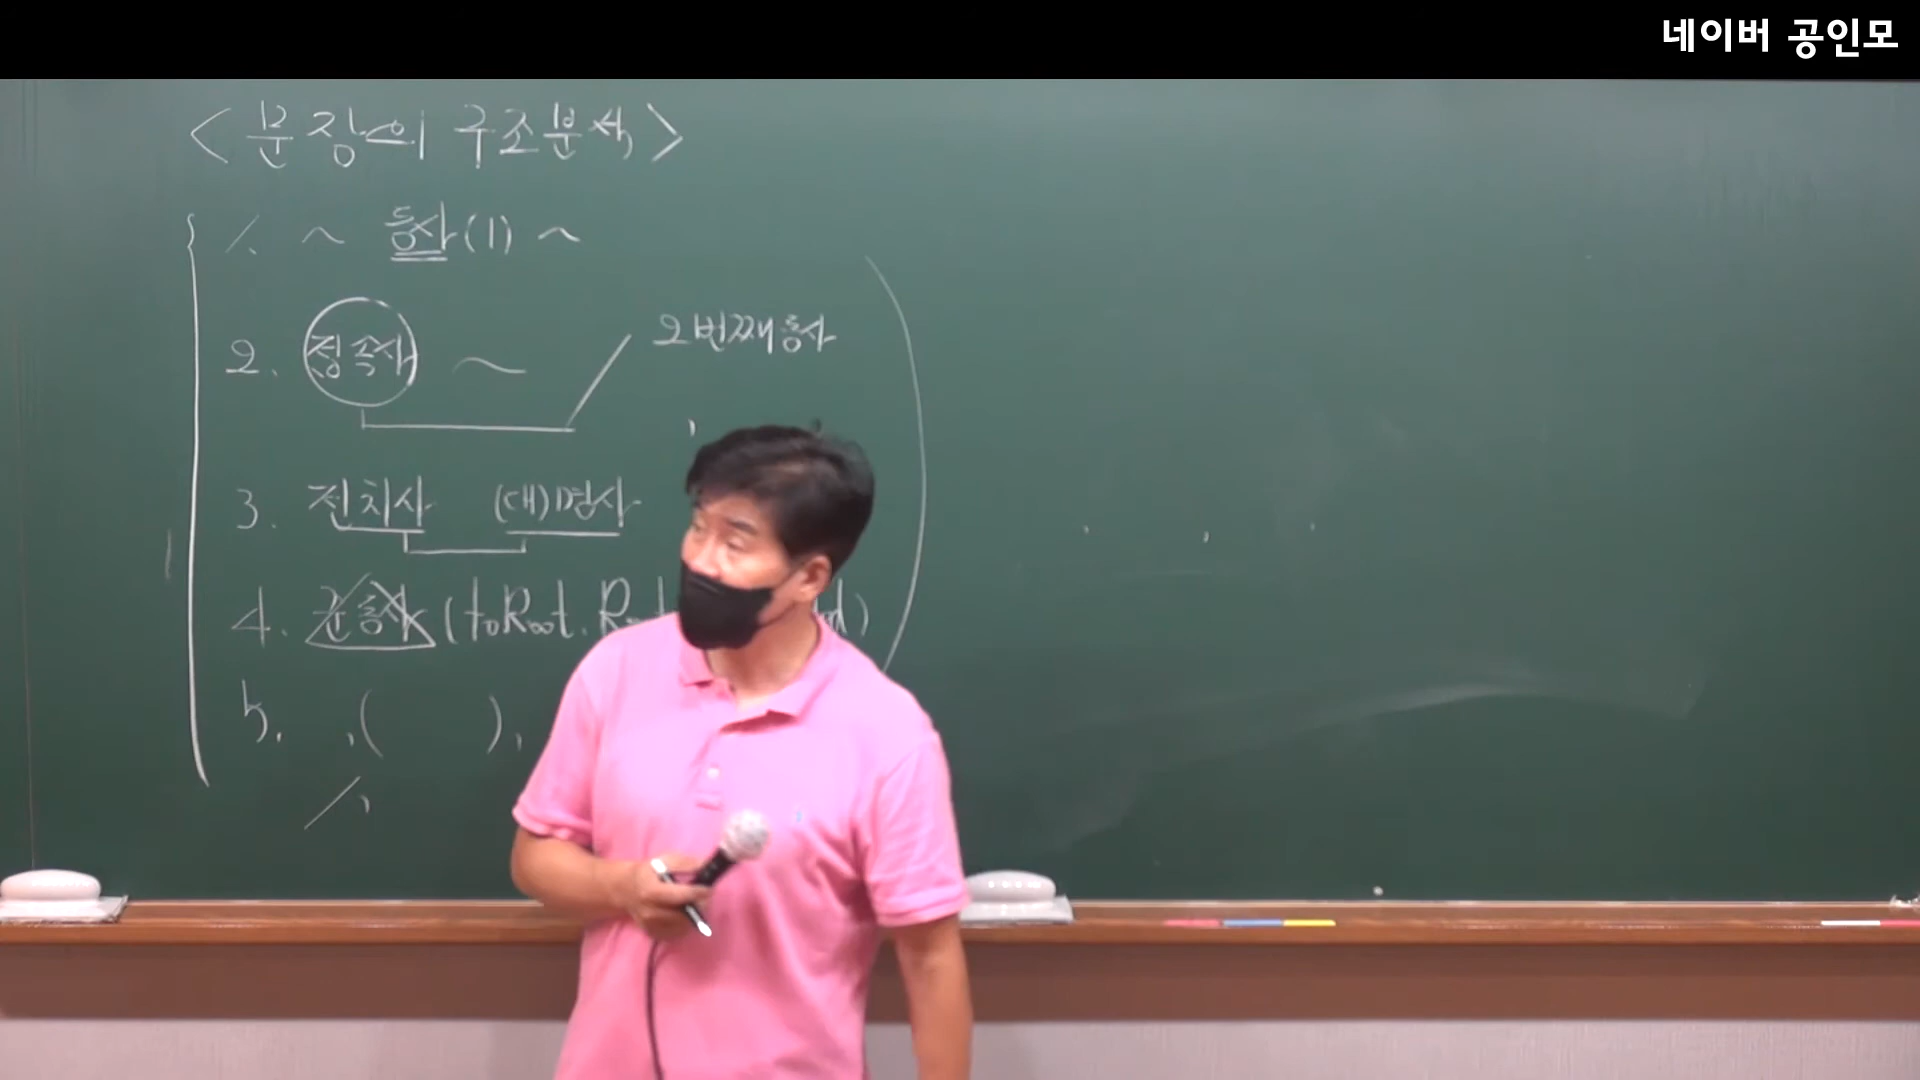 네이버 공인모
<문장의 구조분석>
1. ~ 동사(1) ~
2. 접속사 ~ 2번째 동사
3. 전치사 (대)명사
4. 준동사 (toRoot. R
5. ,( ),
/,